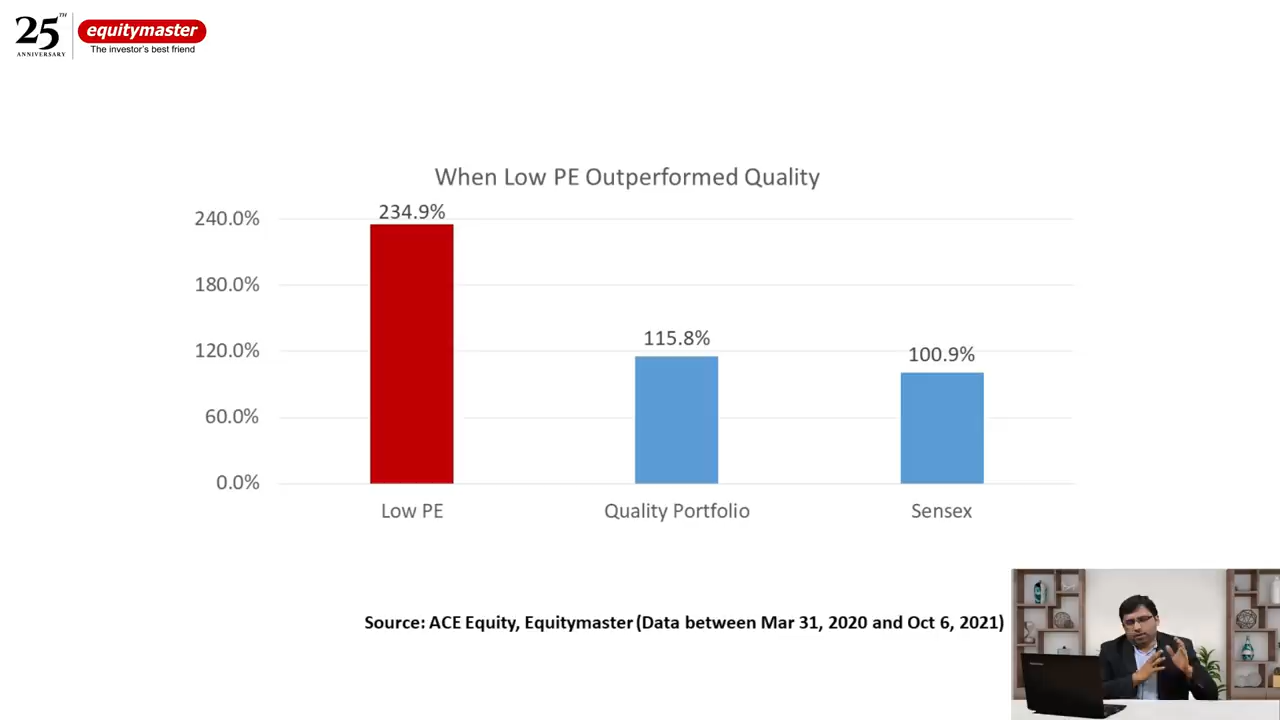 25TH
ANNIVERSARY
equitymaster
The investor's best friend
When Low PE Outperformed Quality
240.0%
180.0%
120.0%
60.0%
0.0%
234.9%
115.8%
100.9%
Low PE
Quality Portfolio
Sensex
Source: ACE Equity, Equitymaster (Data between Mar 31, 2020 and Oct 6, 2021)